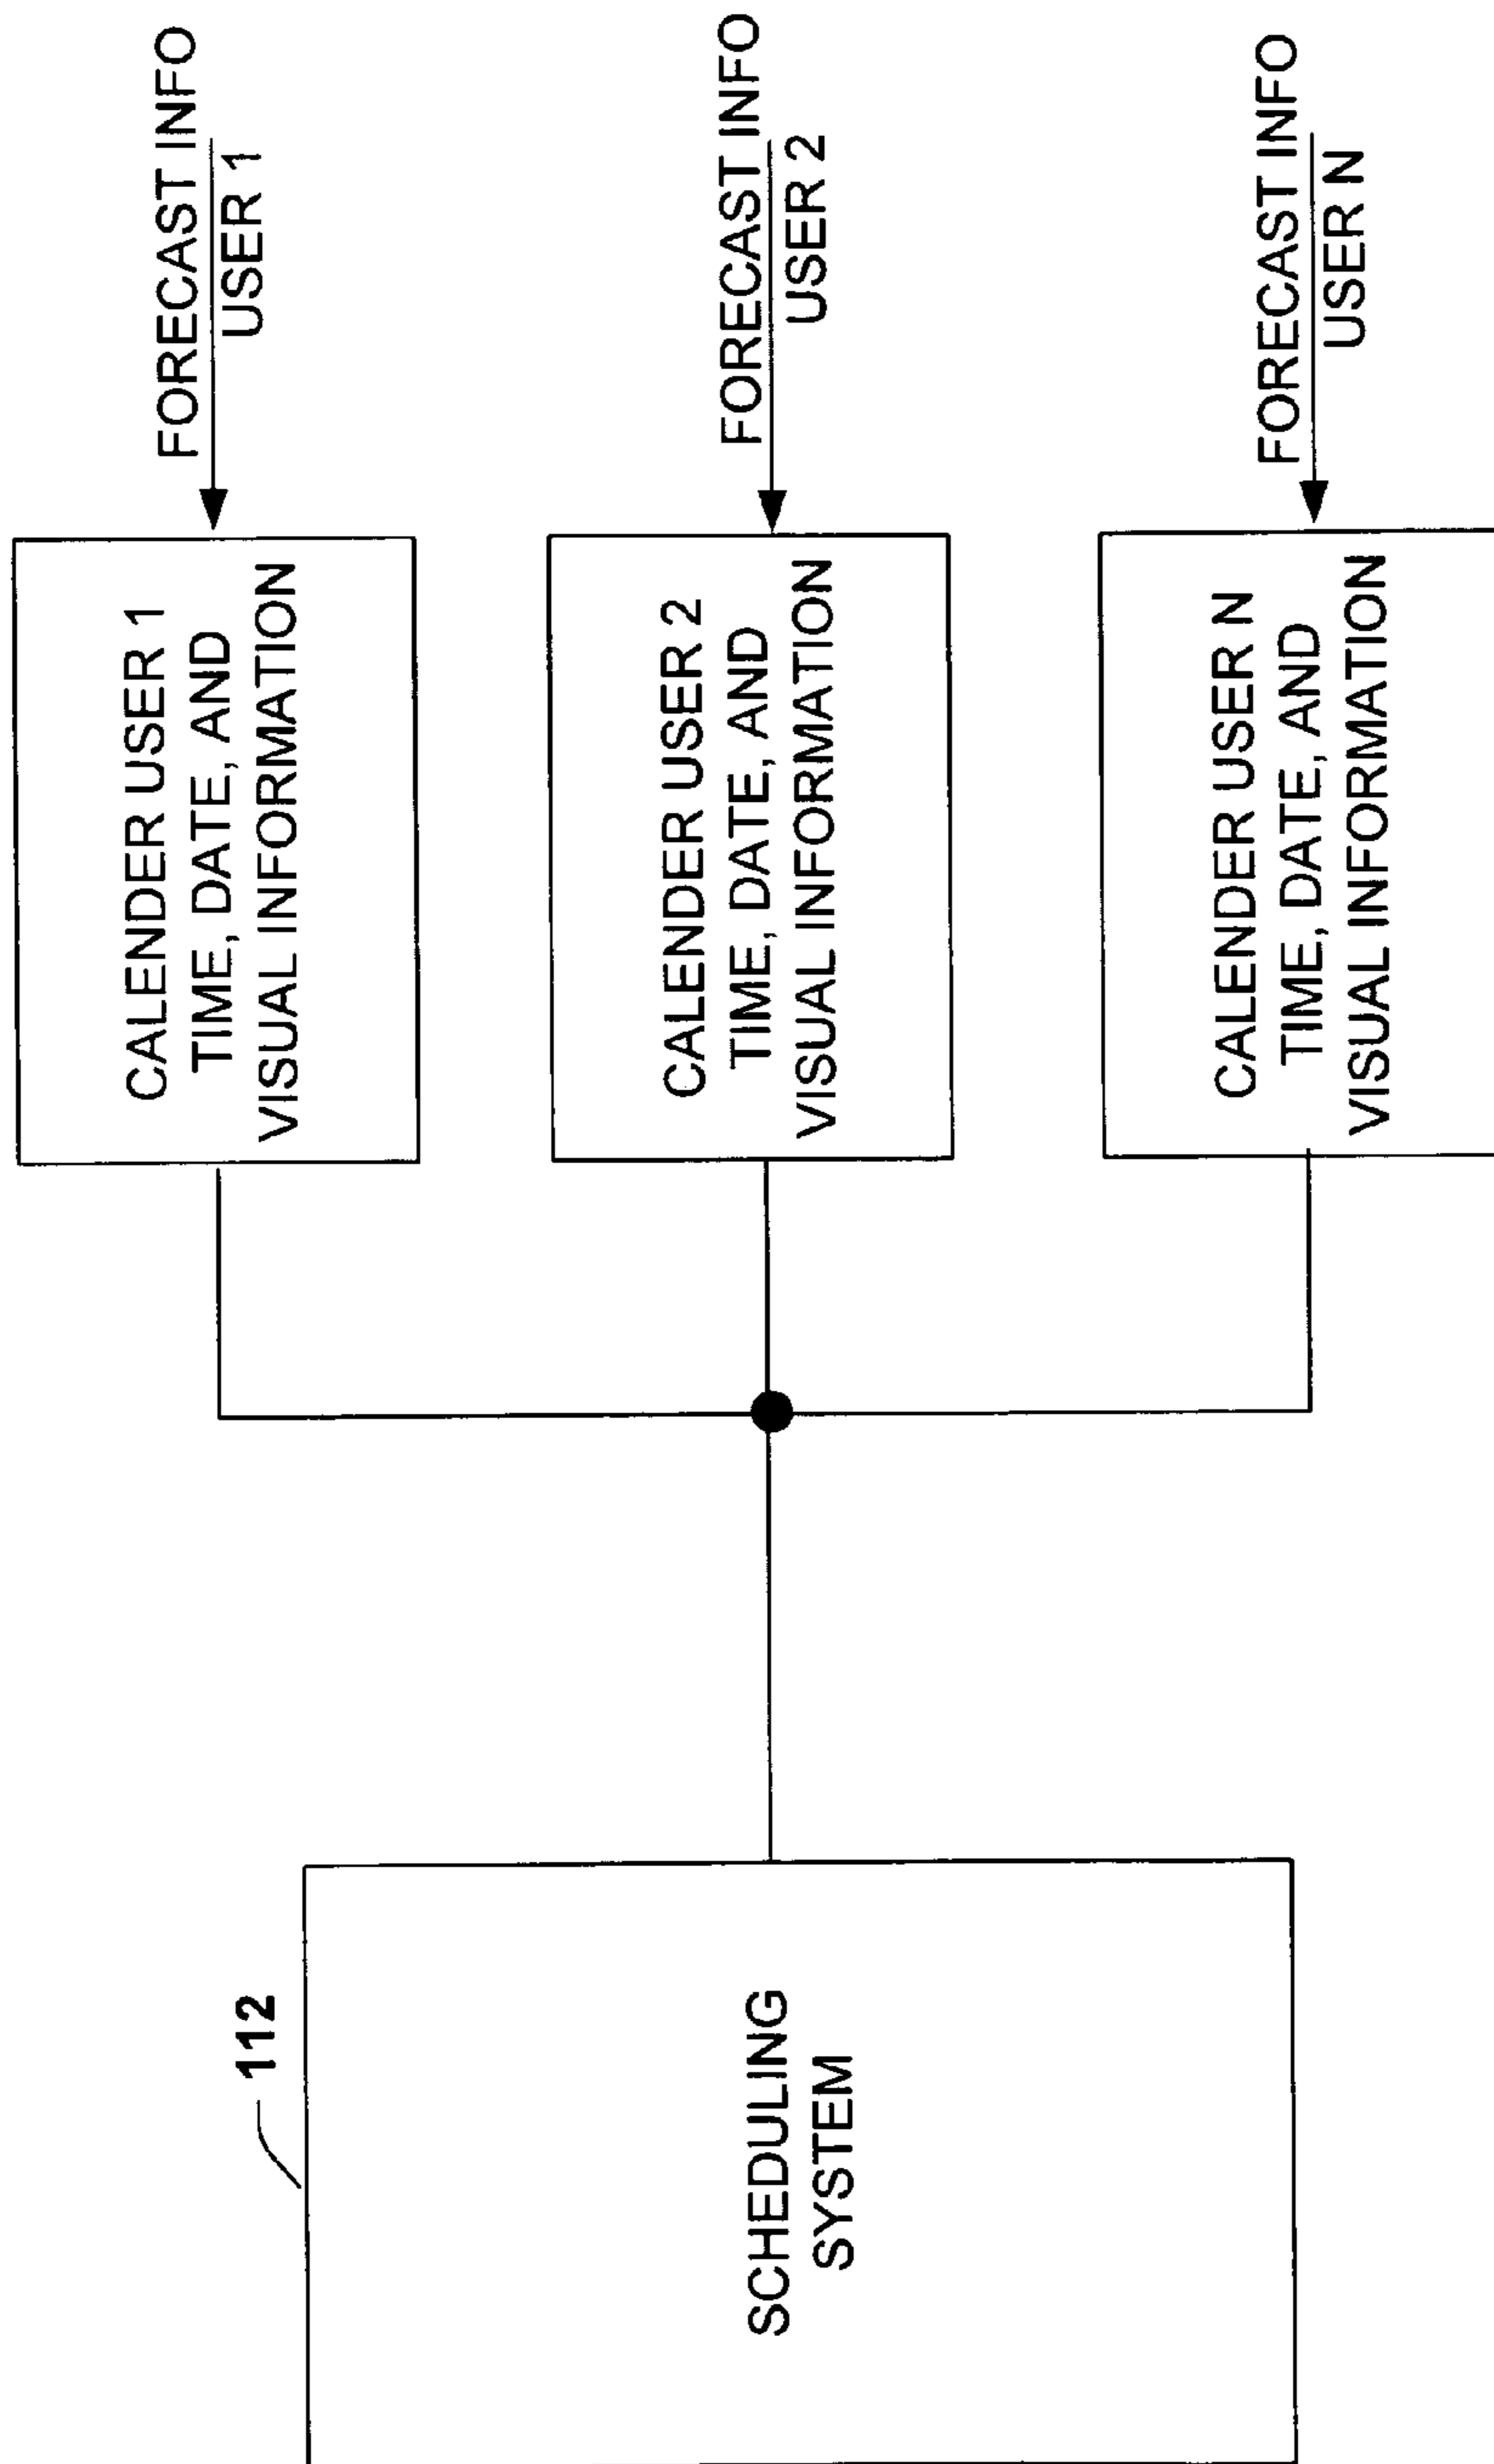 112
SCHEDULING
SYSTEM
CALENDER USER 1
TIME, DATE, AND
VISUAL INFORMATION
FORECAST INFO
USER 1
CALENDER USER 2
TIME, DATE, AND
VISUAL INFORMATION
FORECAST INFO
USER 2
CALENDER USER N
TIME, DATE, AND
VISUAL INFORMATION
FORECAST INFO
USER N